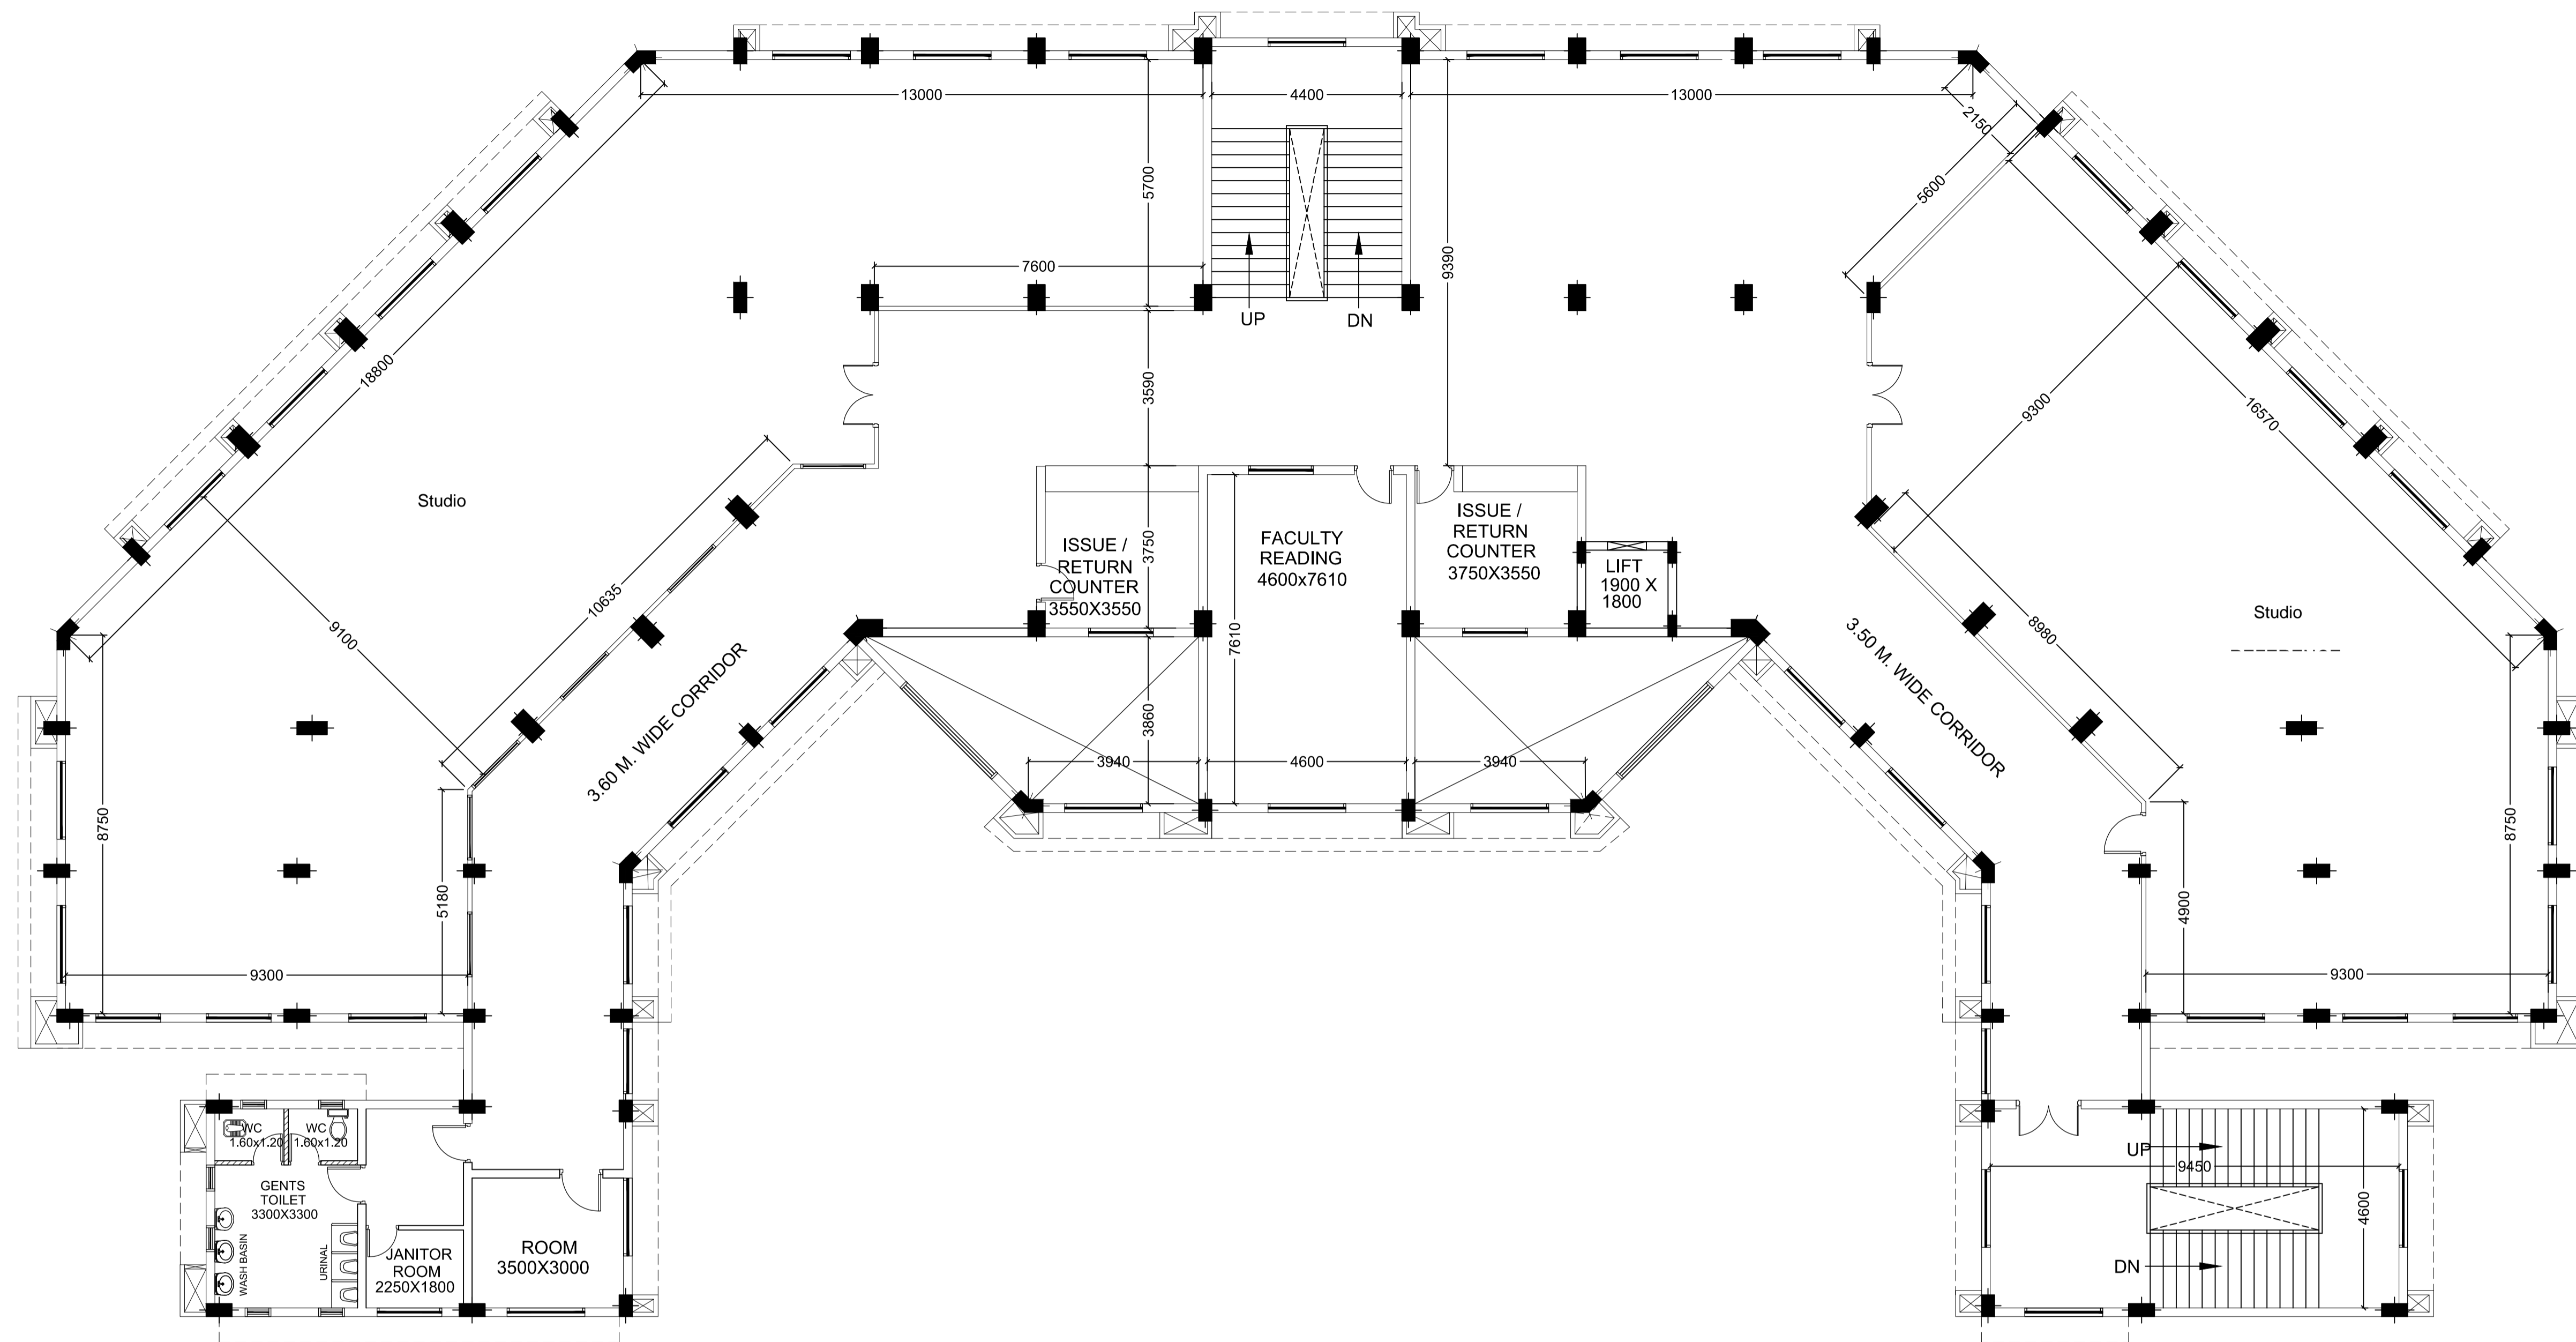 13000
4400
13000
2150
5700
5600
7600
9390
UP
DN
18800
3590
9300
16570
Studio
ISSUE /
RETURN
COUNTER
3550X3550
3750
FACULTY
READING
4600x7610
ISSUE /
RETURN
COUNTER
3750X3550
LIFT
1900 X
1800
10635
9100
7610
3.60 M. WIDE CORRIDOR
3860
3940
4600
3940
3.50 M. WIDE CORRIDOR
8980
Studio
8750
5180
9300
4900
8750
9300
WC
1.60x1.20
WC
1.60x1.20
GENTS
TOILET
3300X3300
WASH BASIN
URINAL
JANITOR
ROOM
2250X1800
ROOM
3500X3000
UP
9450
4600
DN